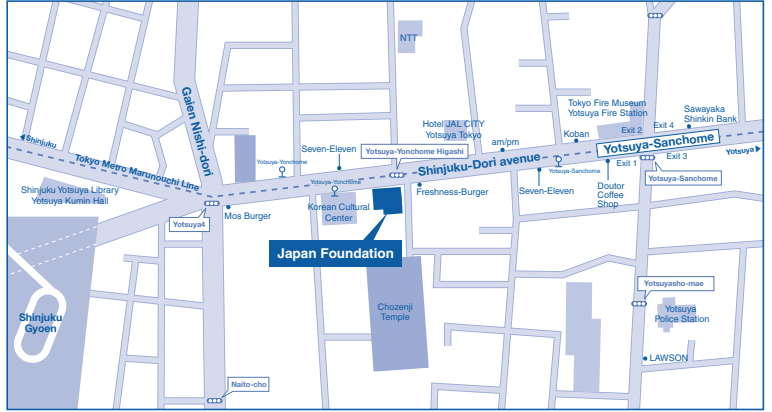 NTT
Gaien Nishi-dori
Hotel JAL CITY
Yotsuya Tokyo
am/pm
Koban
Tokyo Fire Museum
Yotsuya Fire Station
Exit 2
Exit 4
Sawayaka
Shinkin Bank
Yotsuya-Sanchome
Exit 1
Exit 3
Yotsuya
Shinjuku
Tokyo Metro Marunouchi Line
Seven-Eleven
Yotsuya-Yonchome
Yotsuya-Yonchome Higashi
Shinjuku-Dori avenue
Yotsuya-Yonchome
Yotsuya-Sanchome
Yotsuya-Sanchome
Shinjuku Yotsuya Library
Yotsuya Kumin Hall
Yotsuya4
Mos Burger
Korean Cultural
Center
Freshness-Burger
Seven-Eleven
Doutor
Coffee
Shop
Japan Foundation
Chozenji
Temple
Yotsuyasho-mae
Yotsuya
Police Station
Shinjuku
Gyoen
LAWSON
Naito-cho